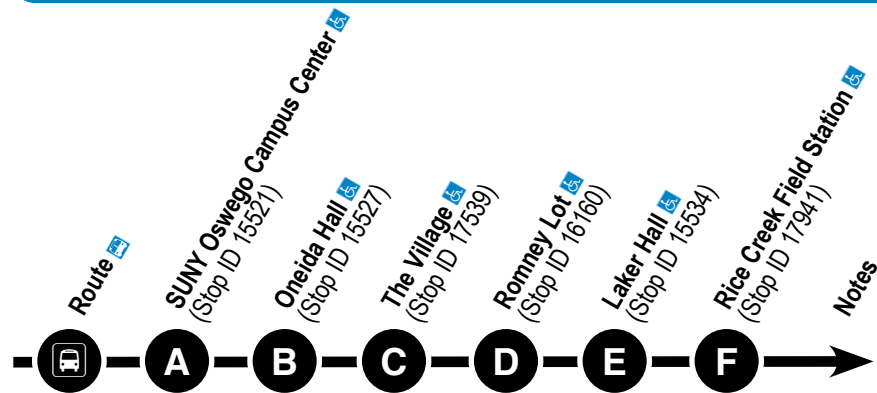 Route
SUNY Oswego Campus Center
(Stop ID 15521)
Oneida Hall
(Stop ID 15527)
The Village
(Stop ID 17539)
Romney Lot
(Stop ID 16160)
Laker Hall
(Stop ID 15534)
Rice Creek Field Station
(Stop ID 17941)
Notes
A B C D E F